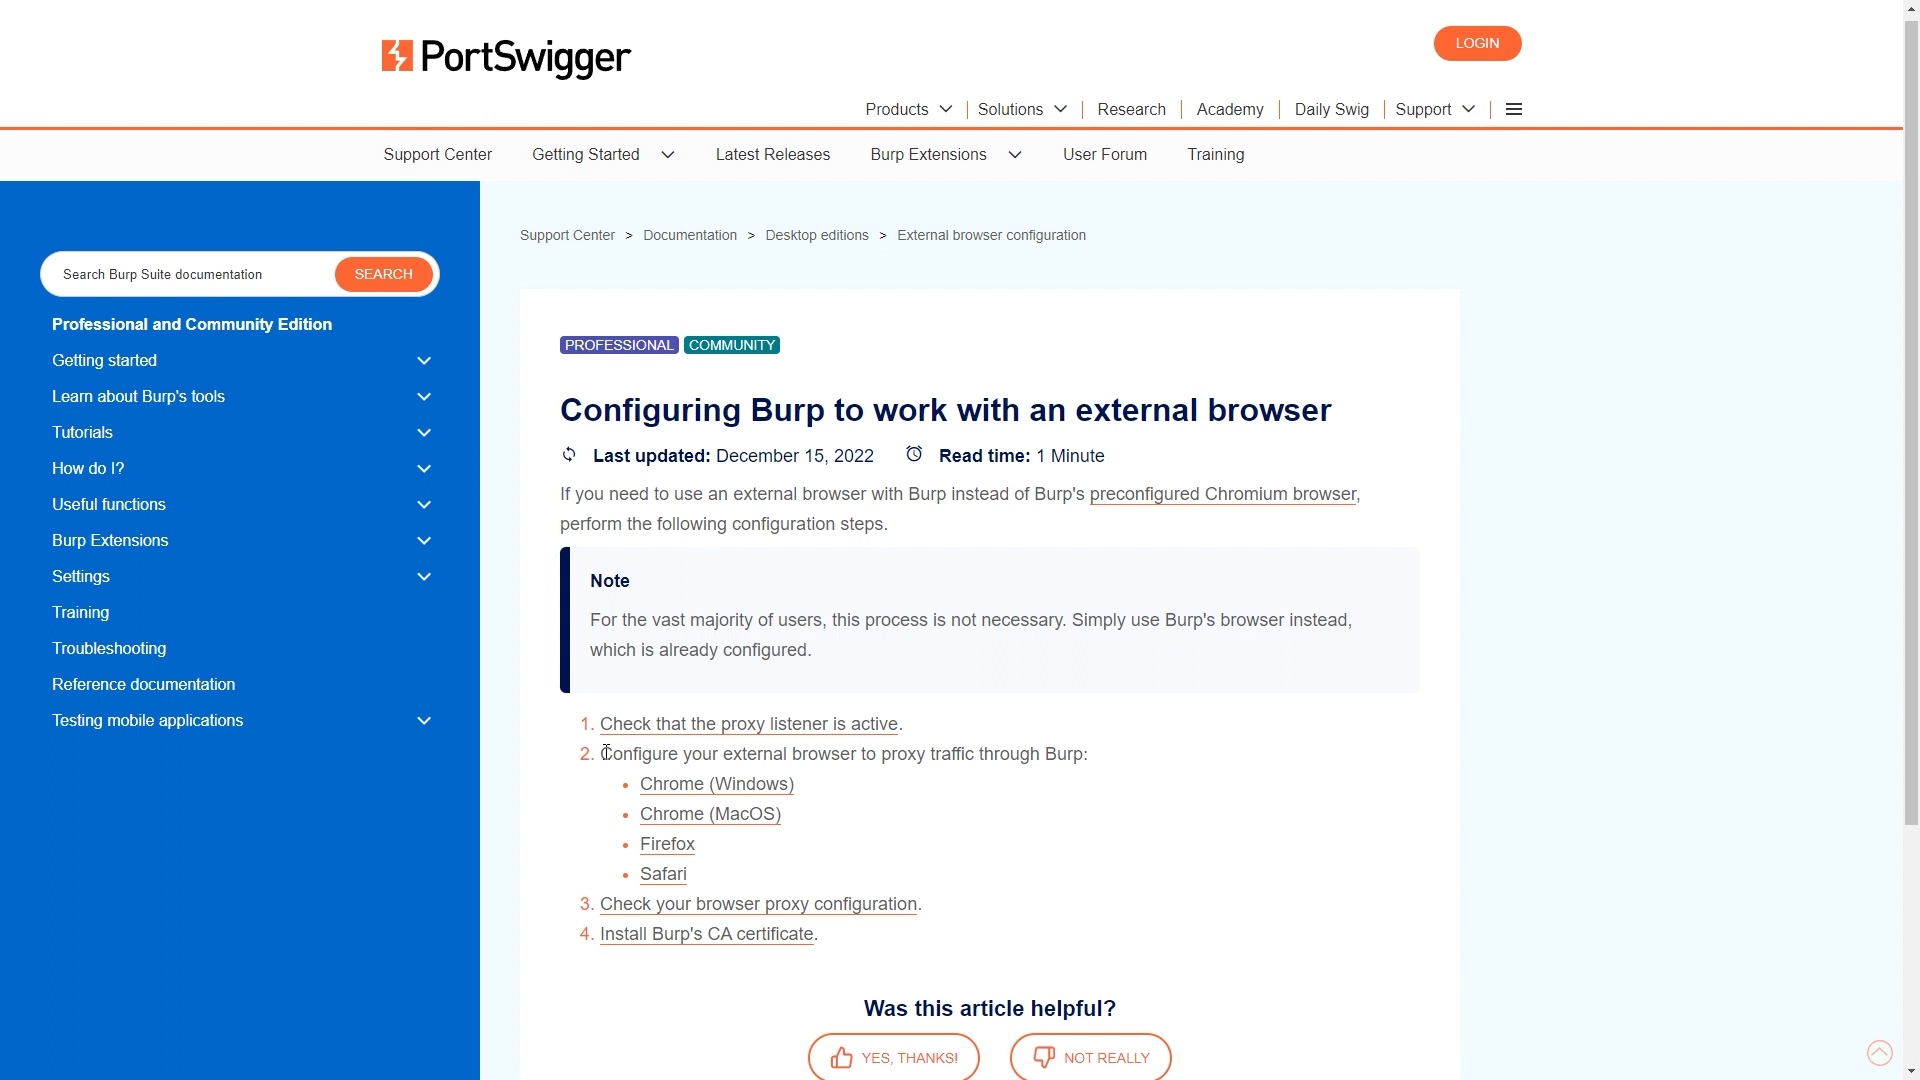 PortSwigger
LOGIN
Products
Solutions
Research
Academy
Daily Swig
Support
Support Center
Getting Started
Latest Releases
Burp Extensions
User Forum
Training
Search Burp Suite documentation
SEARCH
Professional and Community Edition
Getting started
Learn about Burp's tools
Tutorials
How do I?
Useful functions
Burp Extensions
Settings
Training
Troubleshooting
Reference documentation
Testing mobile applications
Support Center > Documentation > Desktop editions > External browser configuration
PROFESSIONAL COMMUNITY
Configuring Burp to work with an external browser
Last updated: December 15, 2022 Read time: 1 Minute
If you need to use an external browser with Burp instead of Burp's preconfigured Chromium browser,
perform the following configuration steps.
Note
For the vast majority of users, this process is not necessary. Simply use Burp's browser instead,
which is already configured.
1. Check that the proxy listener is active.
2. Configure your external browser to proxy traffic through Burp:
• Chrome (Windows)
• Chrome (MacOS)
• Firefox
• Safari
3. Check your browser proxy configuration.
4. Install Burp's CA certificate.
Was this article helpful?
YES, THANKS!
NOT REALLY